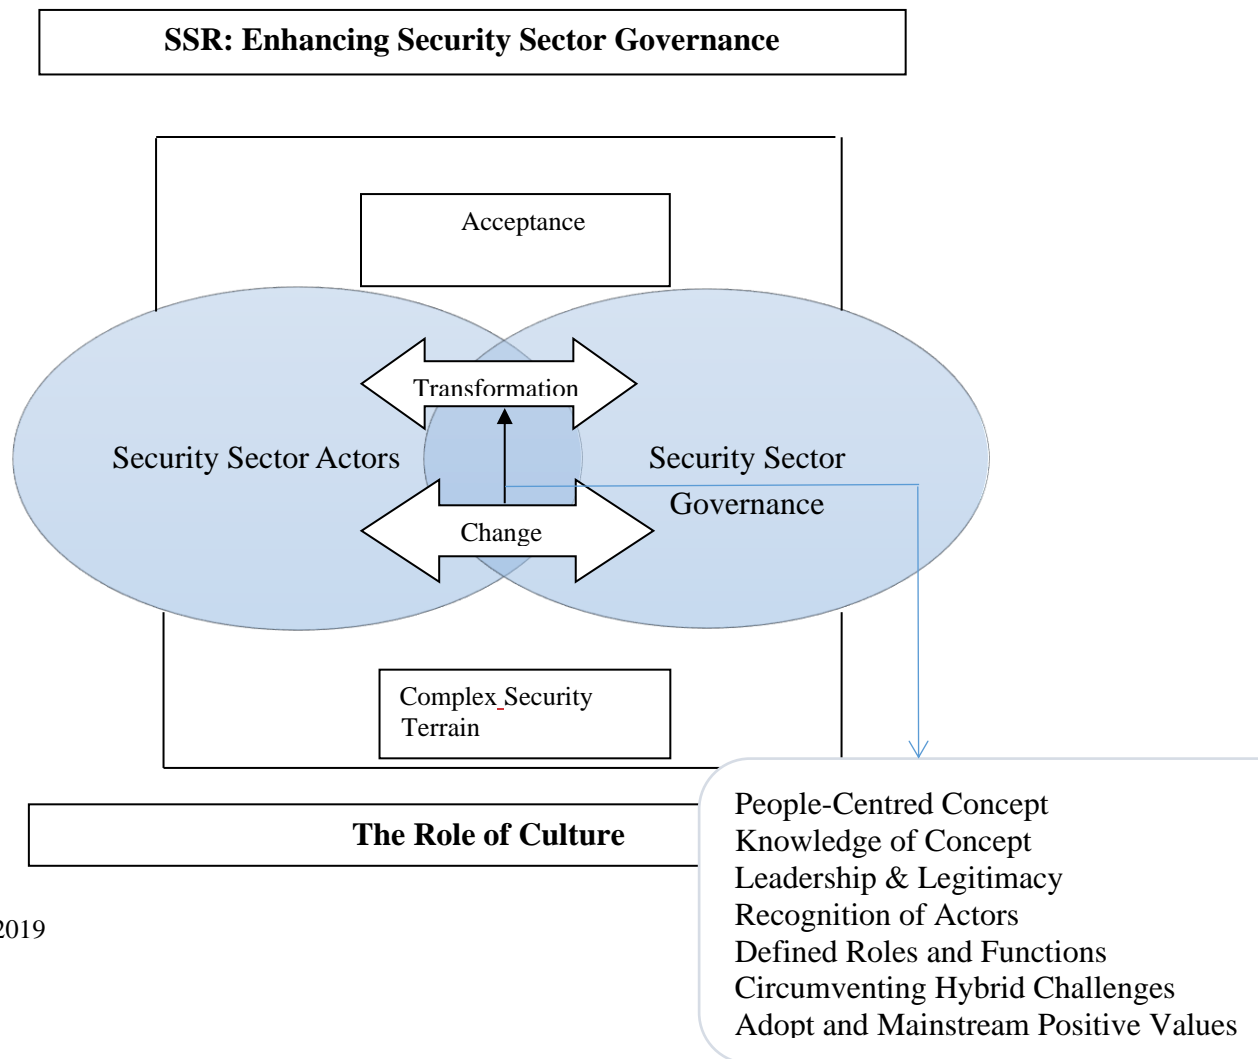 SSR: Enhancing Security Sector Governance
Acceptance
Transformation
Security Sector Actors
Security Sector
Governance
Change
Complex Security
Terrain
The Role of Culture
People-Centred Concept
Knowledge of Concept
Leadership & Legitimacy
Recognition of Actors
Defined Roles and Functions
Circumventing Hybrid Challenges
Adopt and Mainstream Positive Values
2019